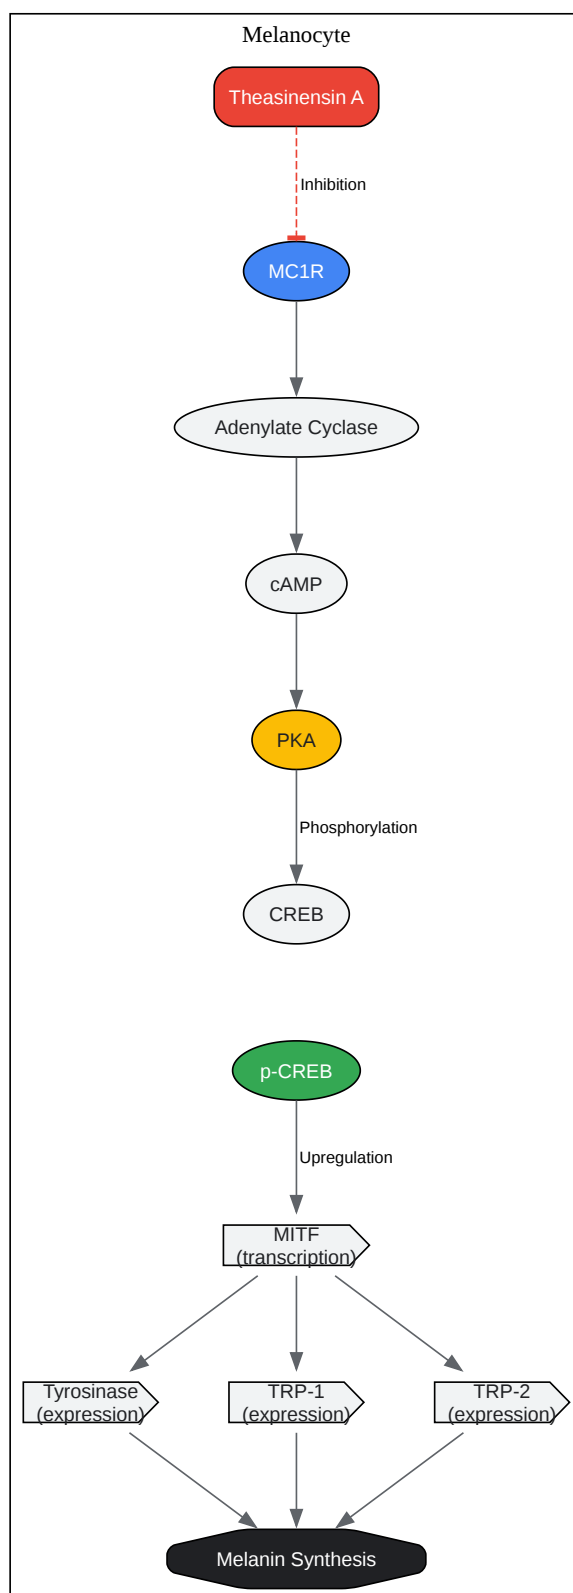 Melanocyte
Theasinensin A
Inhibition
MC1R
Adenylate Cyclase
cAMP
PKA
Phosphorylation
CREB
p-CREB
Upregulation
MITF
(transcription)
Tyrosinase
(expression)
TRP-1
(expression)
TRP-2
(expression)
Melanin Synthesis